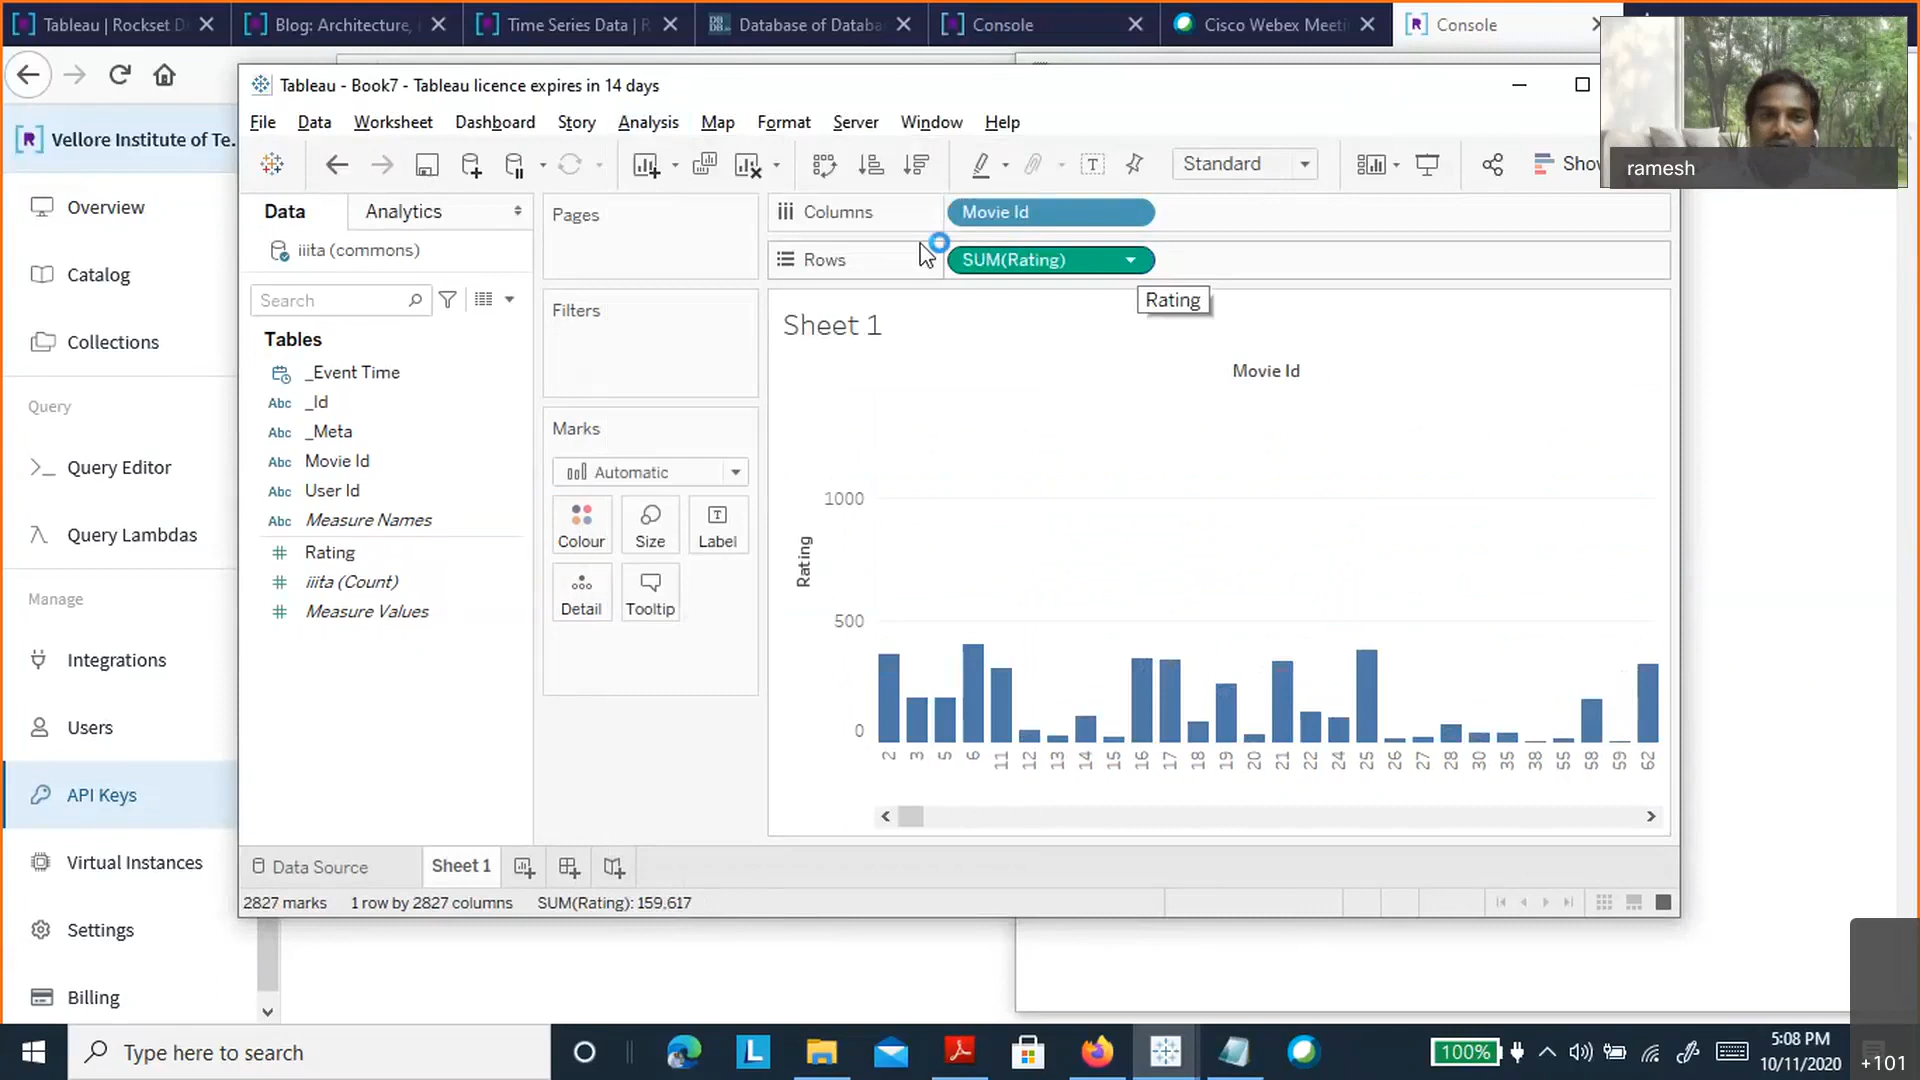 Tableau | Rockset D
Blog: Architecture,
Time Series Data | R
Database of Databa
Console
Cisco Webex Meeti
Console
Vellore Institute of Te.
Overview
Catalog
Collections
Query
Query Editor
Query Lambdas
Manage
Integrations
Users
API Keys
Virtual Instances
Settings
Billing
Tableau - Book7 - Tableau licence expires in 14 days
File Data Worksheet Dashboard Story Analysis Map Format Server Window Help
Standard
Show
ramesh
Data
Analytics
iiita (commons)
Search
Tables
_Event Time
Abc _Id
Abc _Meta
Abc Movie Id
Abc User Id
Abc Measure Names
# Rating
# iiita (Count)
# Measure Values
Pages
Filters
Marks
Automatic
Colour
Size
Label
Detail
Tooltip
Columns
Movie Id
Rows
SUM(Rating)
Rating
Sheet 1
Movie Id
Rating
1000
500
0
2 3 5 6 11 12 13 14 15 16 17 18 19 20 21 22 24 25 26 27 28 30 35 38 55 58 59 62
Data Source
Sheet 1
2827 marks
1 row by 2827 columns
SUM(Rating): 159,617
Type here to search
100%
5:08 PM
10/11/2020
+101